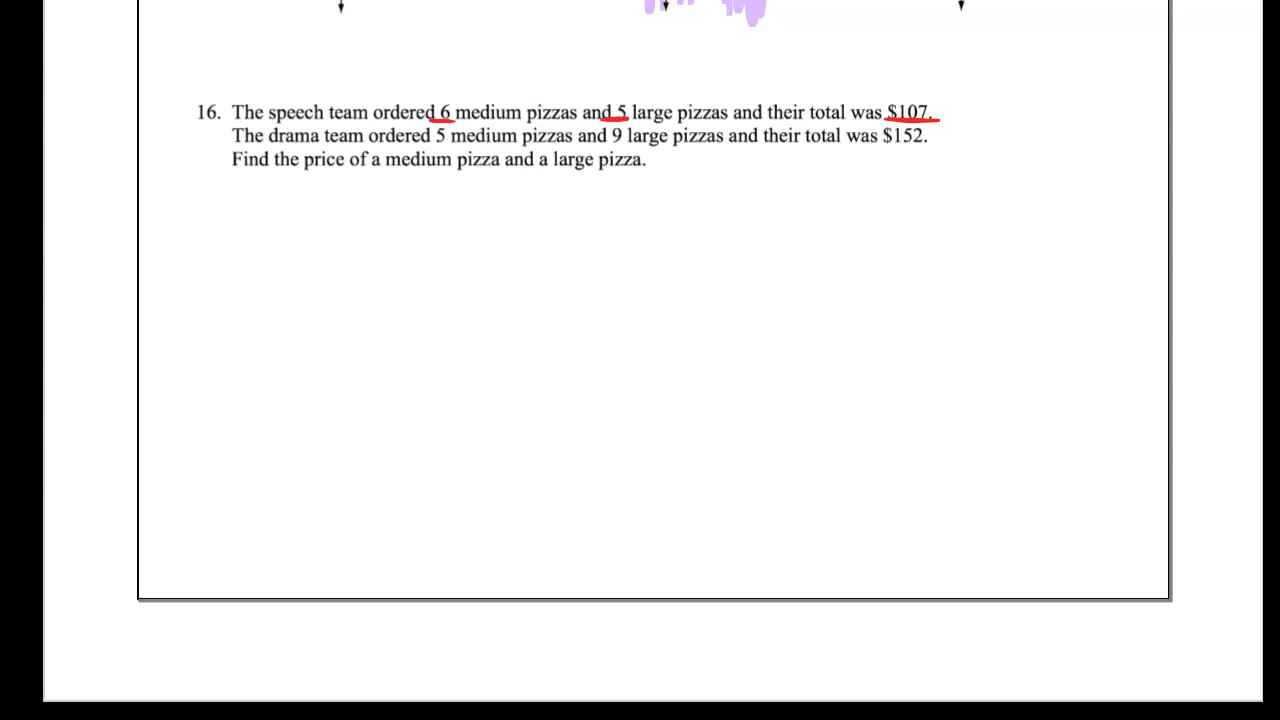 16. The speech team ordered 6 medium pizzas and 5 large pizzas and their total was $107.
The drama team ordered 5 medium pizzas and 9 large pizzas and their total was $152.
Find the price of a medium pizza and a large pizza.